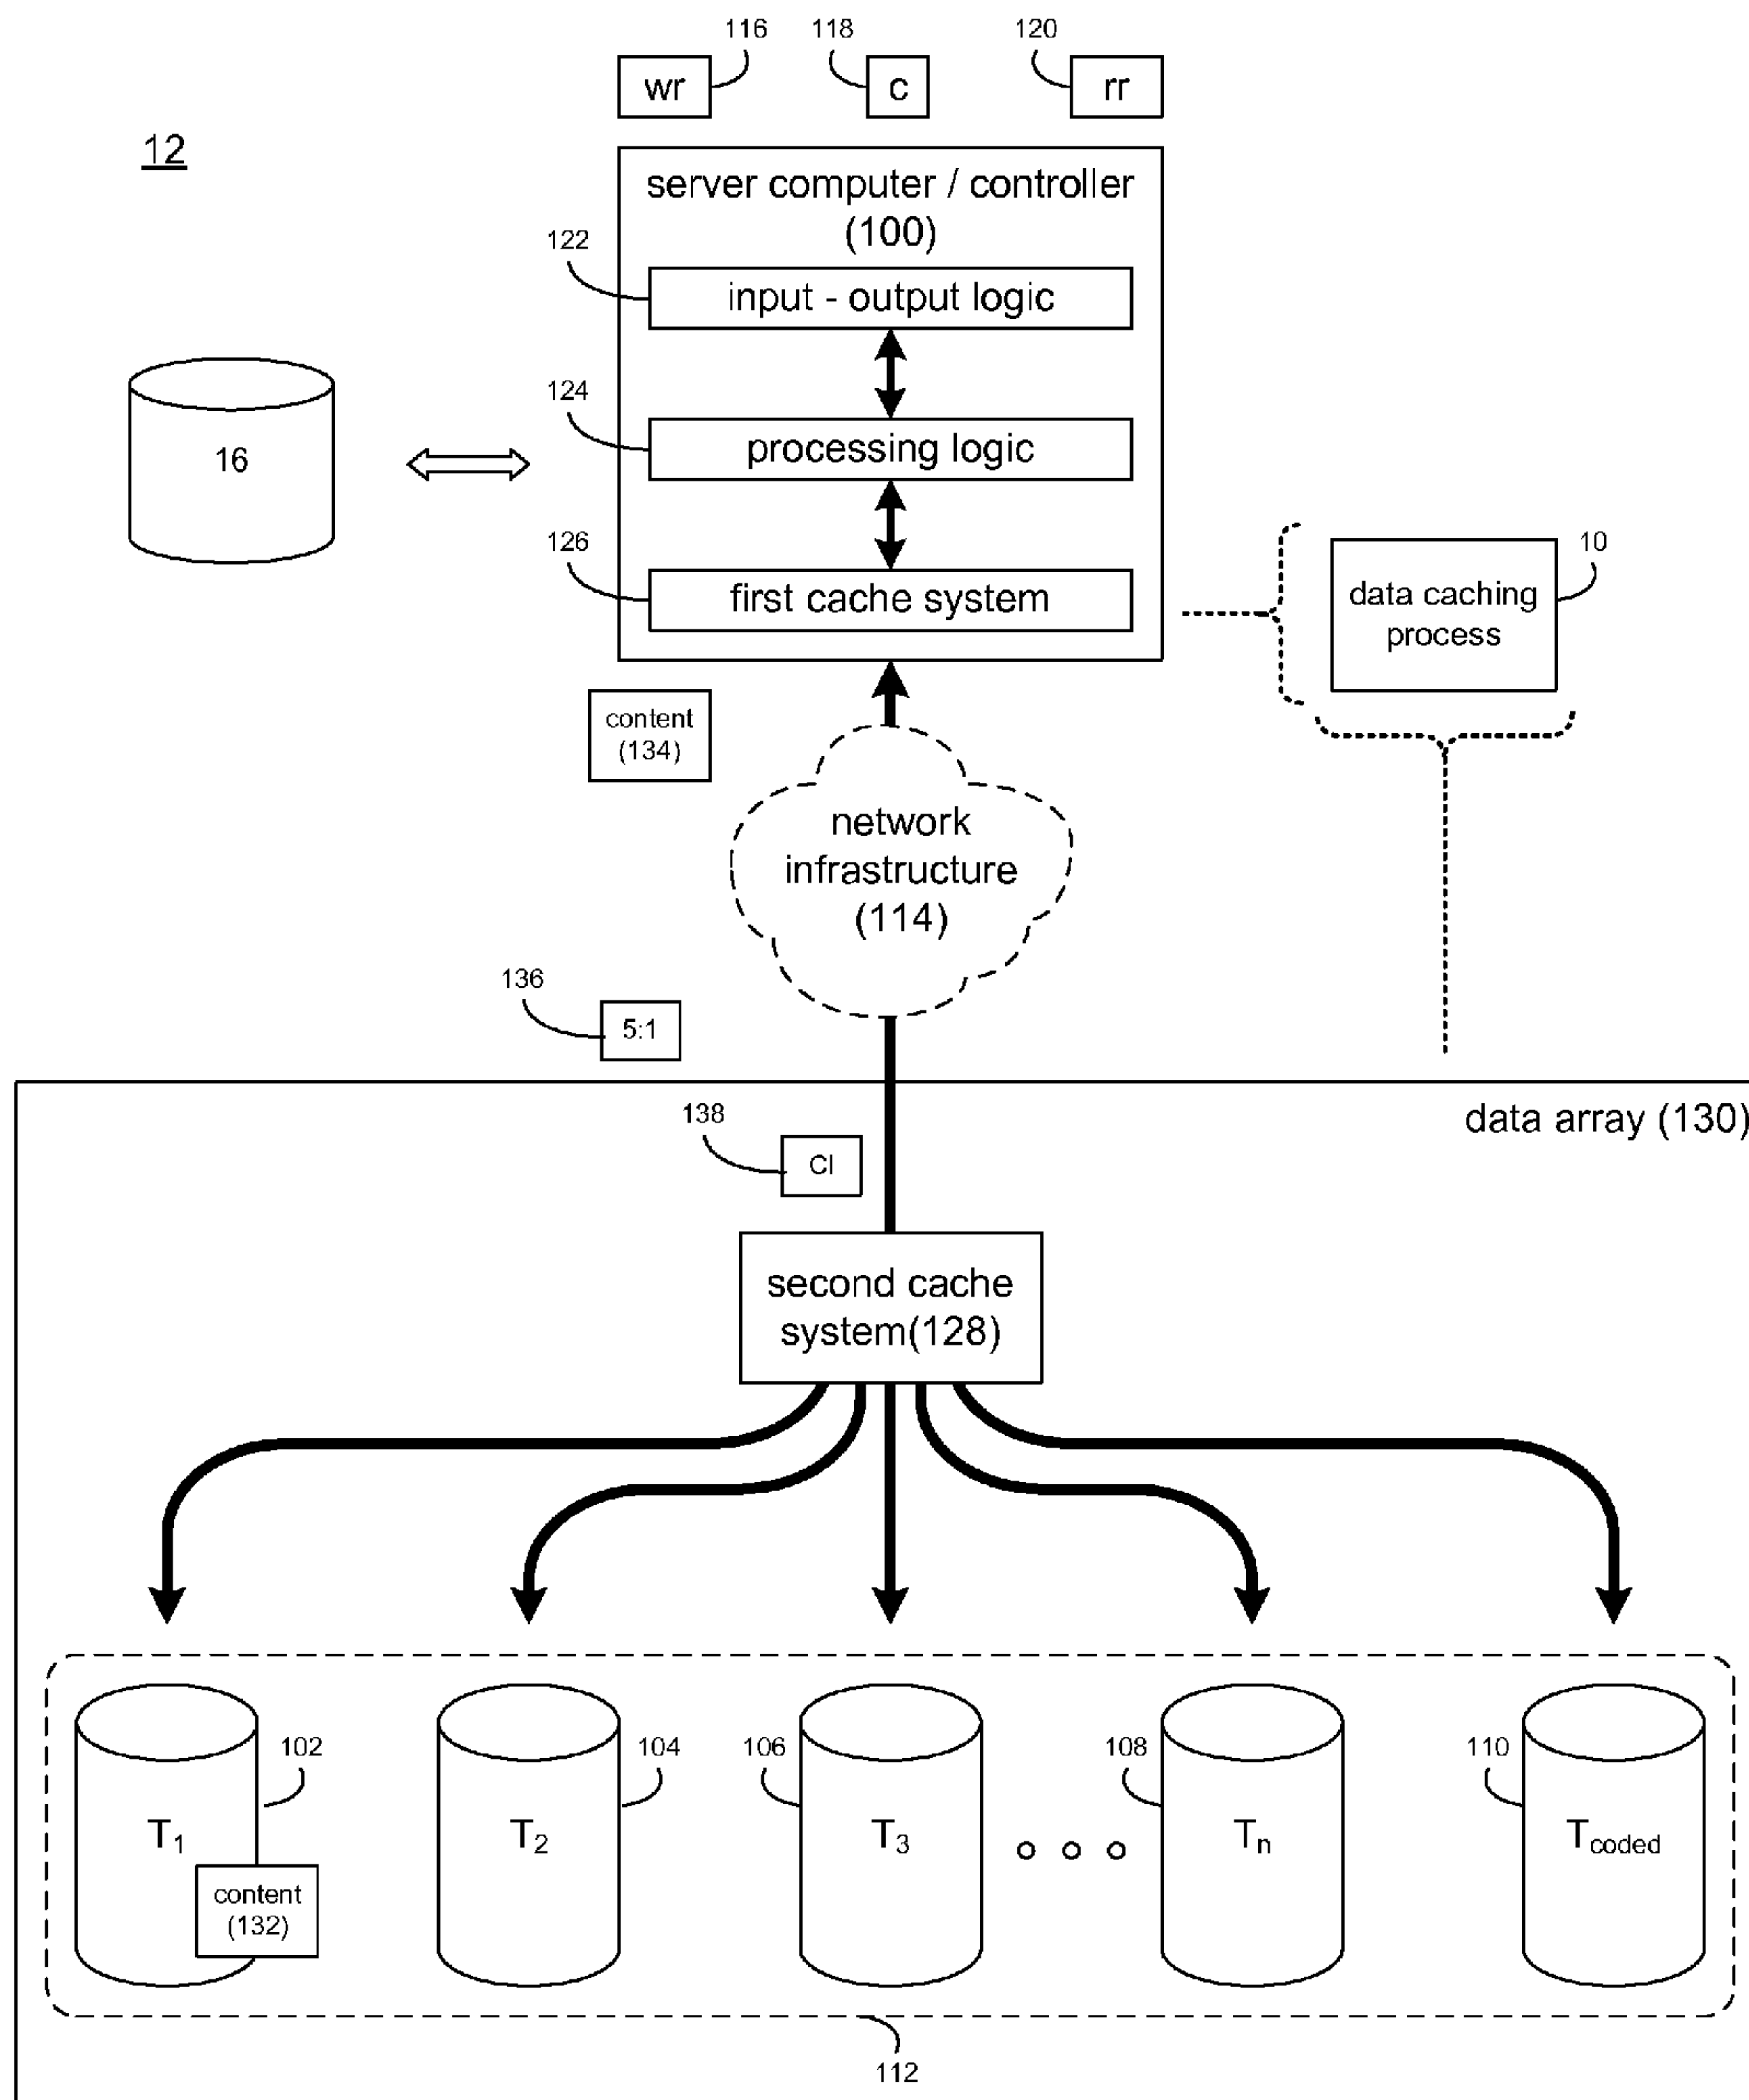 116
118
120
wr
c
rr
12
server computer / controller
(100)
122
input - output logic
124
processing logic
16
126
first cache system
10
data caching
process
content
(134)
network
infrastructure
(114)
136
5:1
data array (130)
138
CI
second cache
system(128)
102
104
106
108
110
T1
T2
T3
Tn
Tcoded
content
(132)
112